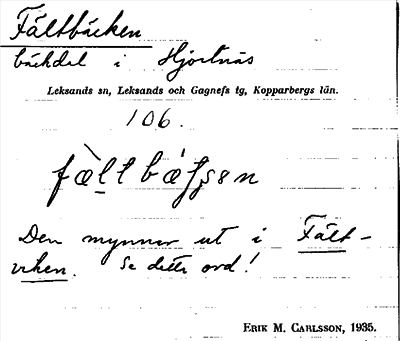 Fältbäcken
bäckdal i Hjortnäs
Leksands sn, Leksands och Gagnefs tg, Kopparbergs län.
106.
Den mynnar ut i Fält-
viken. Se detta ord!
ERIK M. CARLSSON, 1935.